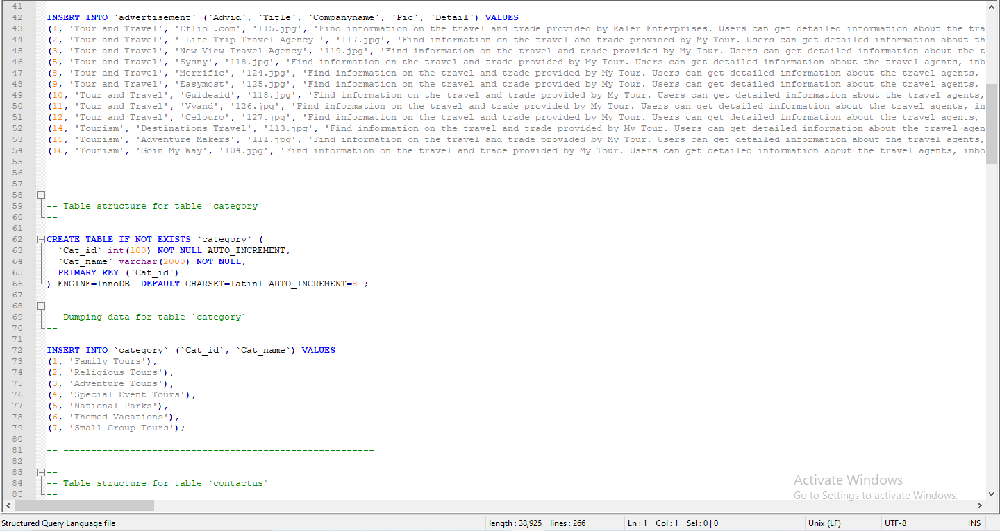 41
42 INSERT INTO `advertisement` (`Advid`, `Title`, `Companyname`, `Pic`, `Detail`) VALUES
43 (1, 'Tour and Travel', 'Eflio .com', '115.jpg', 'Find information on the travel and trade provided by Kaler Enterprises. Users can get detailed information about the tra
44 (2, 'Tour and Travel', ' Life Trip Travel Agency ', '117.jpg', 'Find information on the travel and trade provided by My Tour. Users can get detailed information about th
45 (3, 'Tour and Travel', 'New View Travel Agency', '119.jpg', 'Find information on the travel and trade provided by My Tour. Users can get detailed information about the t
46 (5, 'Tour and Travel', 'Sysny', '118.jpg', 'Find information on the travel and trade provided by My Tour. Users can get detailed information about the travel agents, inb
47 (8, 'Tour and Travel', 'Merrific', '124.jpg', 'Find information on the travel and trade provided by My Tour. Users can get detailed information about the travel agents,
48 (9, 'Tour and Travel', 'Easymost', '125.jpg', 'Find information on the travel and trade provided by My Tour. Users can get detailed information about the travel agents,
49 (10, 'Tour and Travel', 'Guideaid', '118.jpg', 'Find information on the travel and trade provided by My Tour. Users can get detailed information about the travel agents,
50 (11, 'Tour and Travel', 'Vyand', '126.jpg', 'Find information on the travel and trade provided by My Tour. Users can get detailed information about the travel agents, in
51 (12, 'Tour and Travel', 'Celouro', '127.jpg', 'Find information on the travel and trade provided by My Tour. Users can get detailed information about the travel agents,
52 (14, 'Tourism', 'Destinations Travel', '113.jpg', 'Find information on the travel and trade provided by My Tour. Users can get detailed information about the travel agen
53 (15, 'Tourism', 'Adventure Makers', '111.jpg', 'Find information on the travel and trade provided by My Tour. Users can get detailed information about the travel agents,
54 (16, 'Tourism', 'Goin My Way', '104.jpg', 'Find information on the travel and trade provided by My Tour. Users can get detailed information about the travel agents, inbo
55
56 -- --------------------------------------------------------
57
58 --
59 -- Table structure for table `category`
60 --
61
62 CREATE TABLE IF NOT EXISTS `category` (
63 `Cat_id` int(100) NOT NULL AUTO_INCREMENT,
64 `Cat_name` varchar(2000) NOT NULL,
65 PRIMARY KEY (`Cat_id`)
66 ) ENGINE=InnoDB  DEFAULT CHARSET=latin1 AUTO_INCREMENT=8 ;
67
68 --
69 -- Dumping data for table `category`
70 --
71
72 INSERT INTO `category` (`Cat_id`, `Cat_name`) VALUES
73 (1, 'Family Tours'),
74 (2, 'Religious Tours'),
75 (3, 'Adventure Tours'),
76 (4, 'Special Event Tours'),
77 (5, 'National Parks'),
78 (6, 'Themed Vacations'),
79 (7, 'Small Group Tours');
80
81 -- --------------------------------------------------------
82
83 --
84 -- Table structure for table `contactus`
85 --
Activate Windows
Go to Settings to activate Windows.
Structured Query Language file length : 38,925 lines : 266 Ln : 1 Col : 1 Sel : 0 | 0 Unix (LF) UTF-8 INS